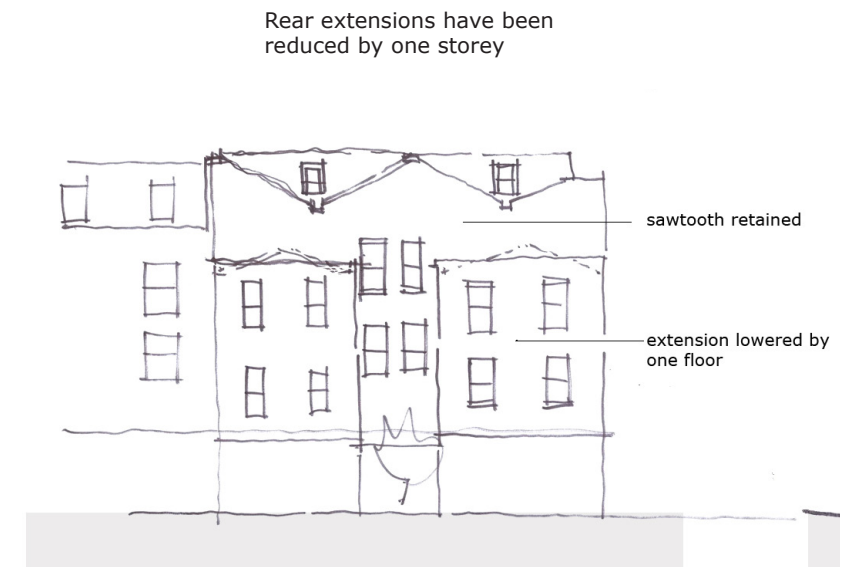 Rear extensions have been
reduced by one storey
sawtooth retained
extension lowered by
one floor